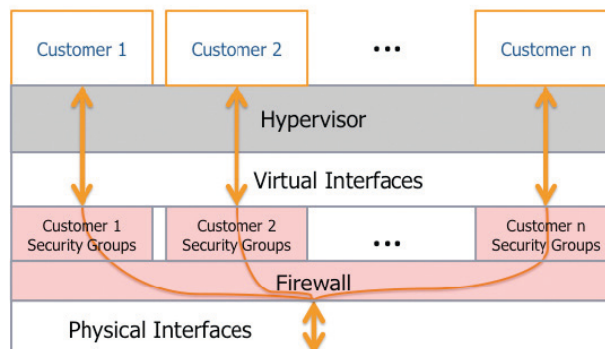 Customer 1
Customer 2
...
Customer n
Hypervisor
Virtual Interfaces
Customer 1
Security Groups
Customer 2
Security Groups
...
Customer n
Security Groups
Firewall
Physical Interfaces